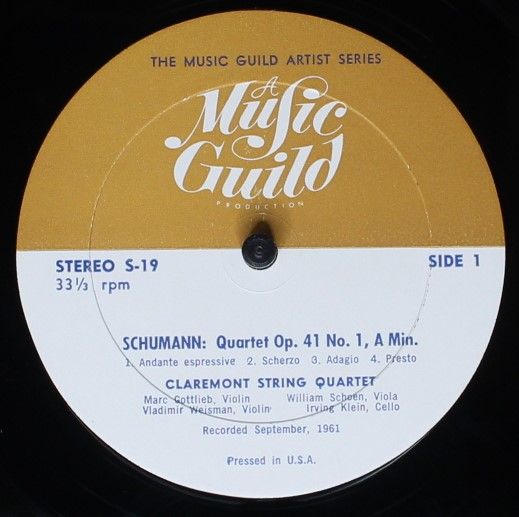 THE MUSIC GUILD ARTIST SERIES
A
Music
Guild
PRODUCTION
STEREO S-19
SIDE 1
33⅓ rpm
SCHUMANN: Quartet Op. 41 No. 1, A Min.
1. Andante espressive 2. Scherzo 3. Adagio 4. Presto
CLAREMONT STRING QUARTET
Marc Gottlieb, Violin William Schoen, Viola
Vladimir Weisman, Violin Irving Klein, Cello
Recorded September, 1961
Pressed in U.S.A.